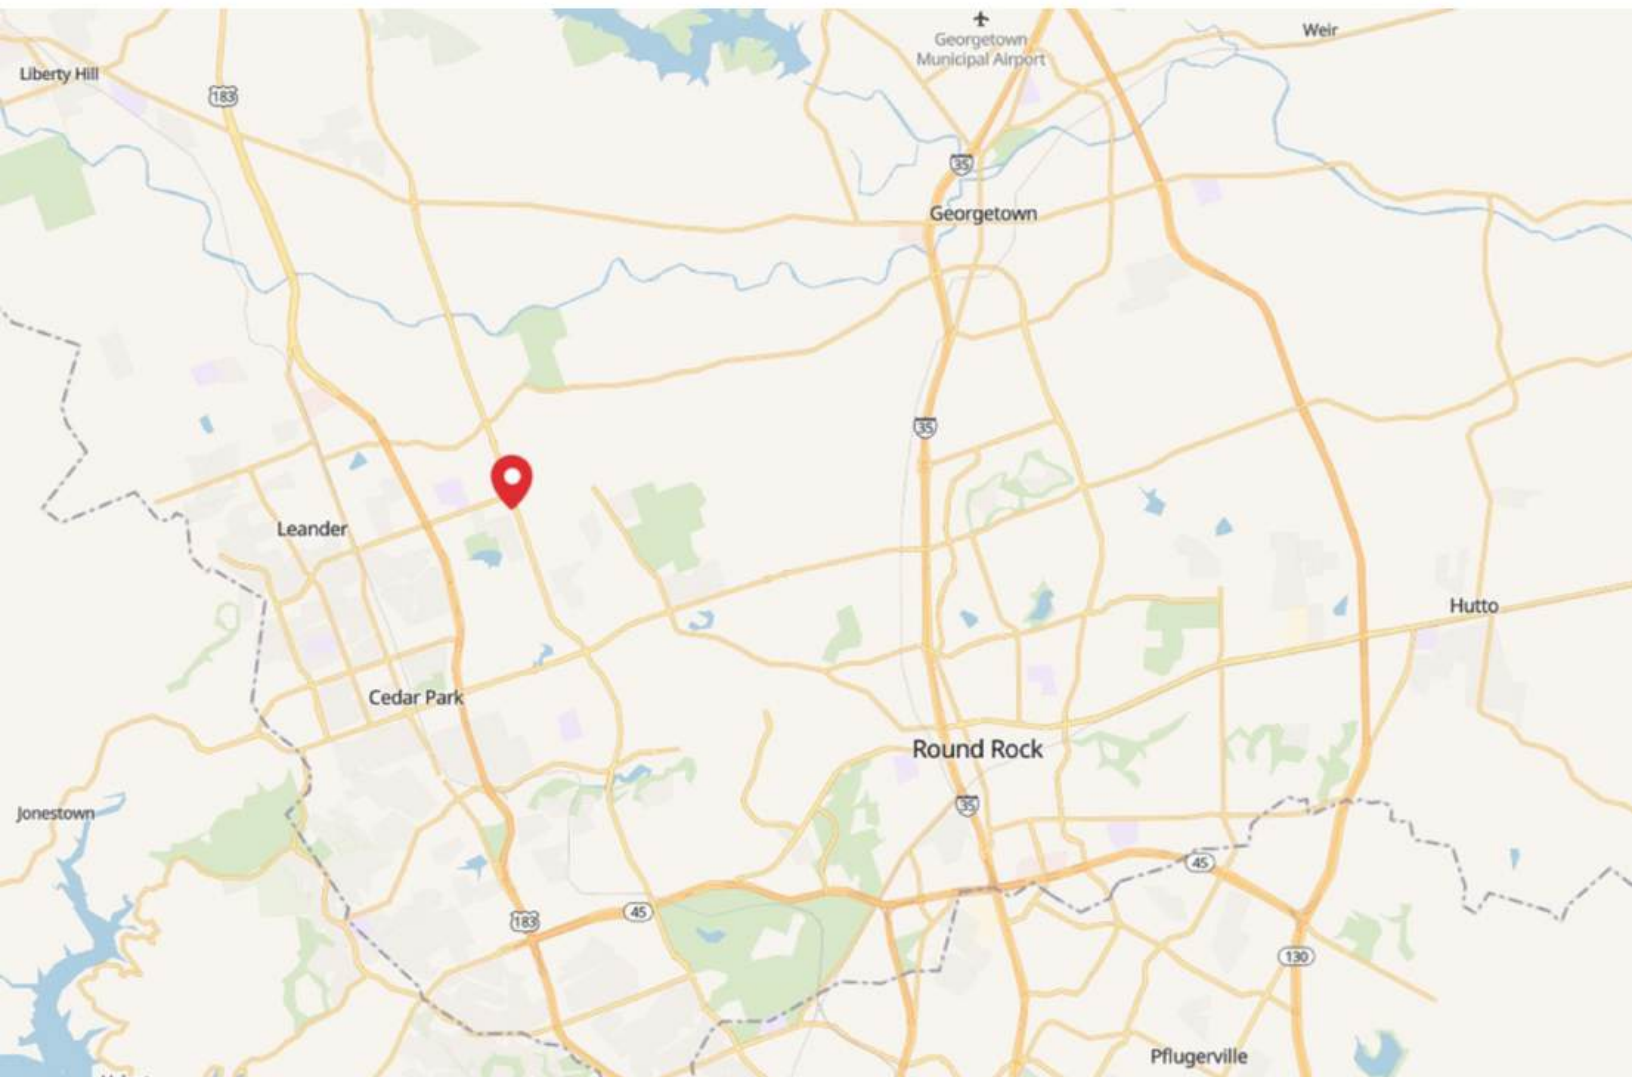 Georgetown
Municipal Airport
Weir
Liberty Hill
183
35
Georgetown
35
Leander
Hutto
Cedar Park
Round Rock
35
Jonestown
45
183
45
130
Pflugerville